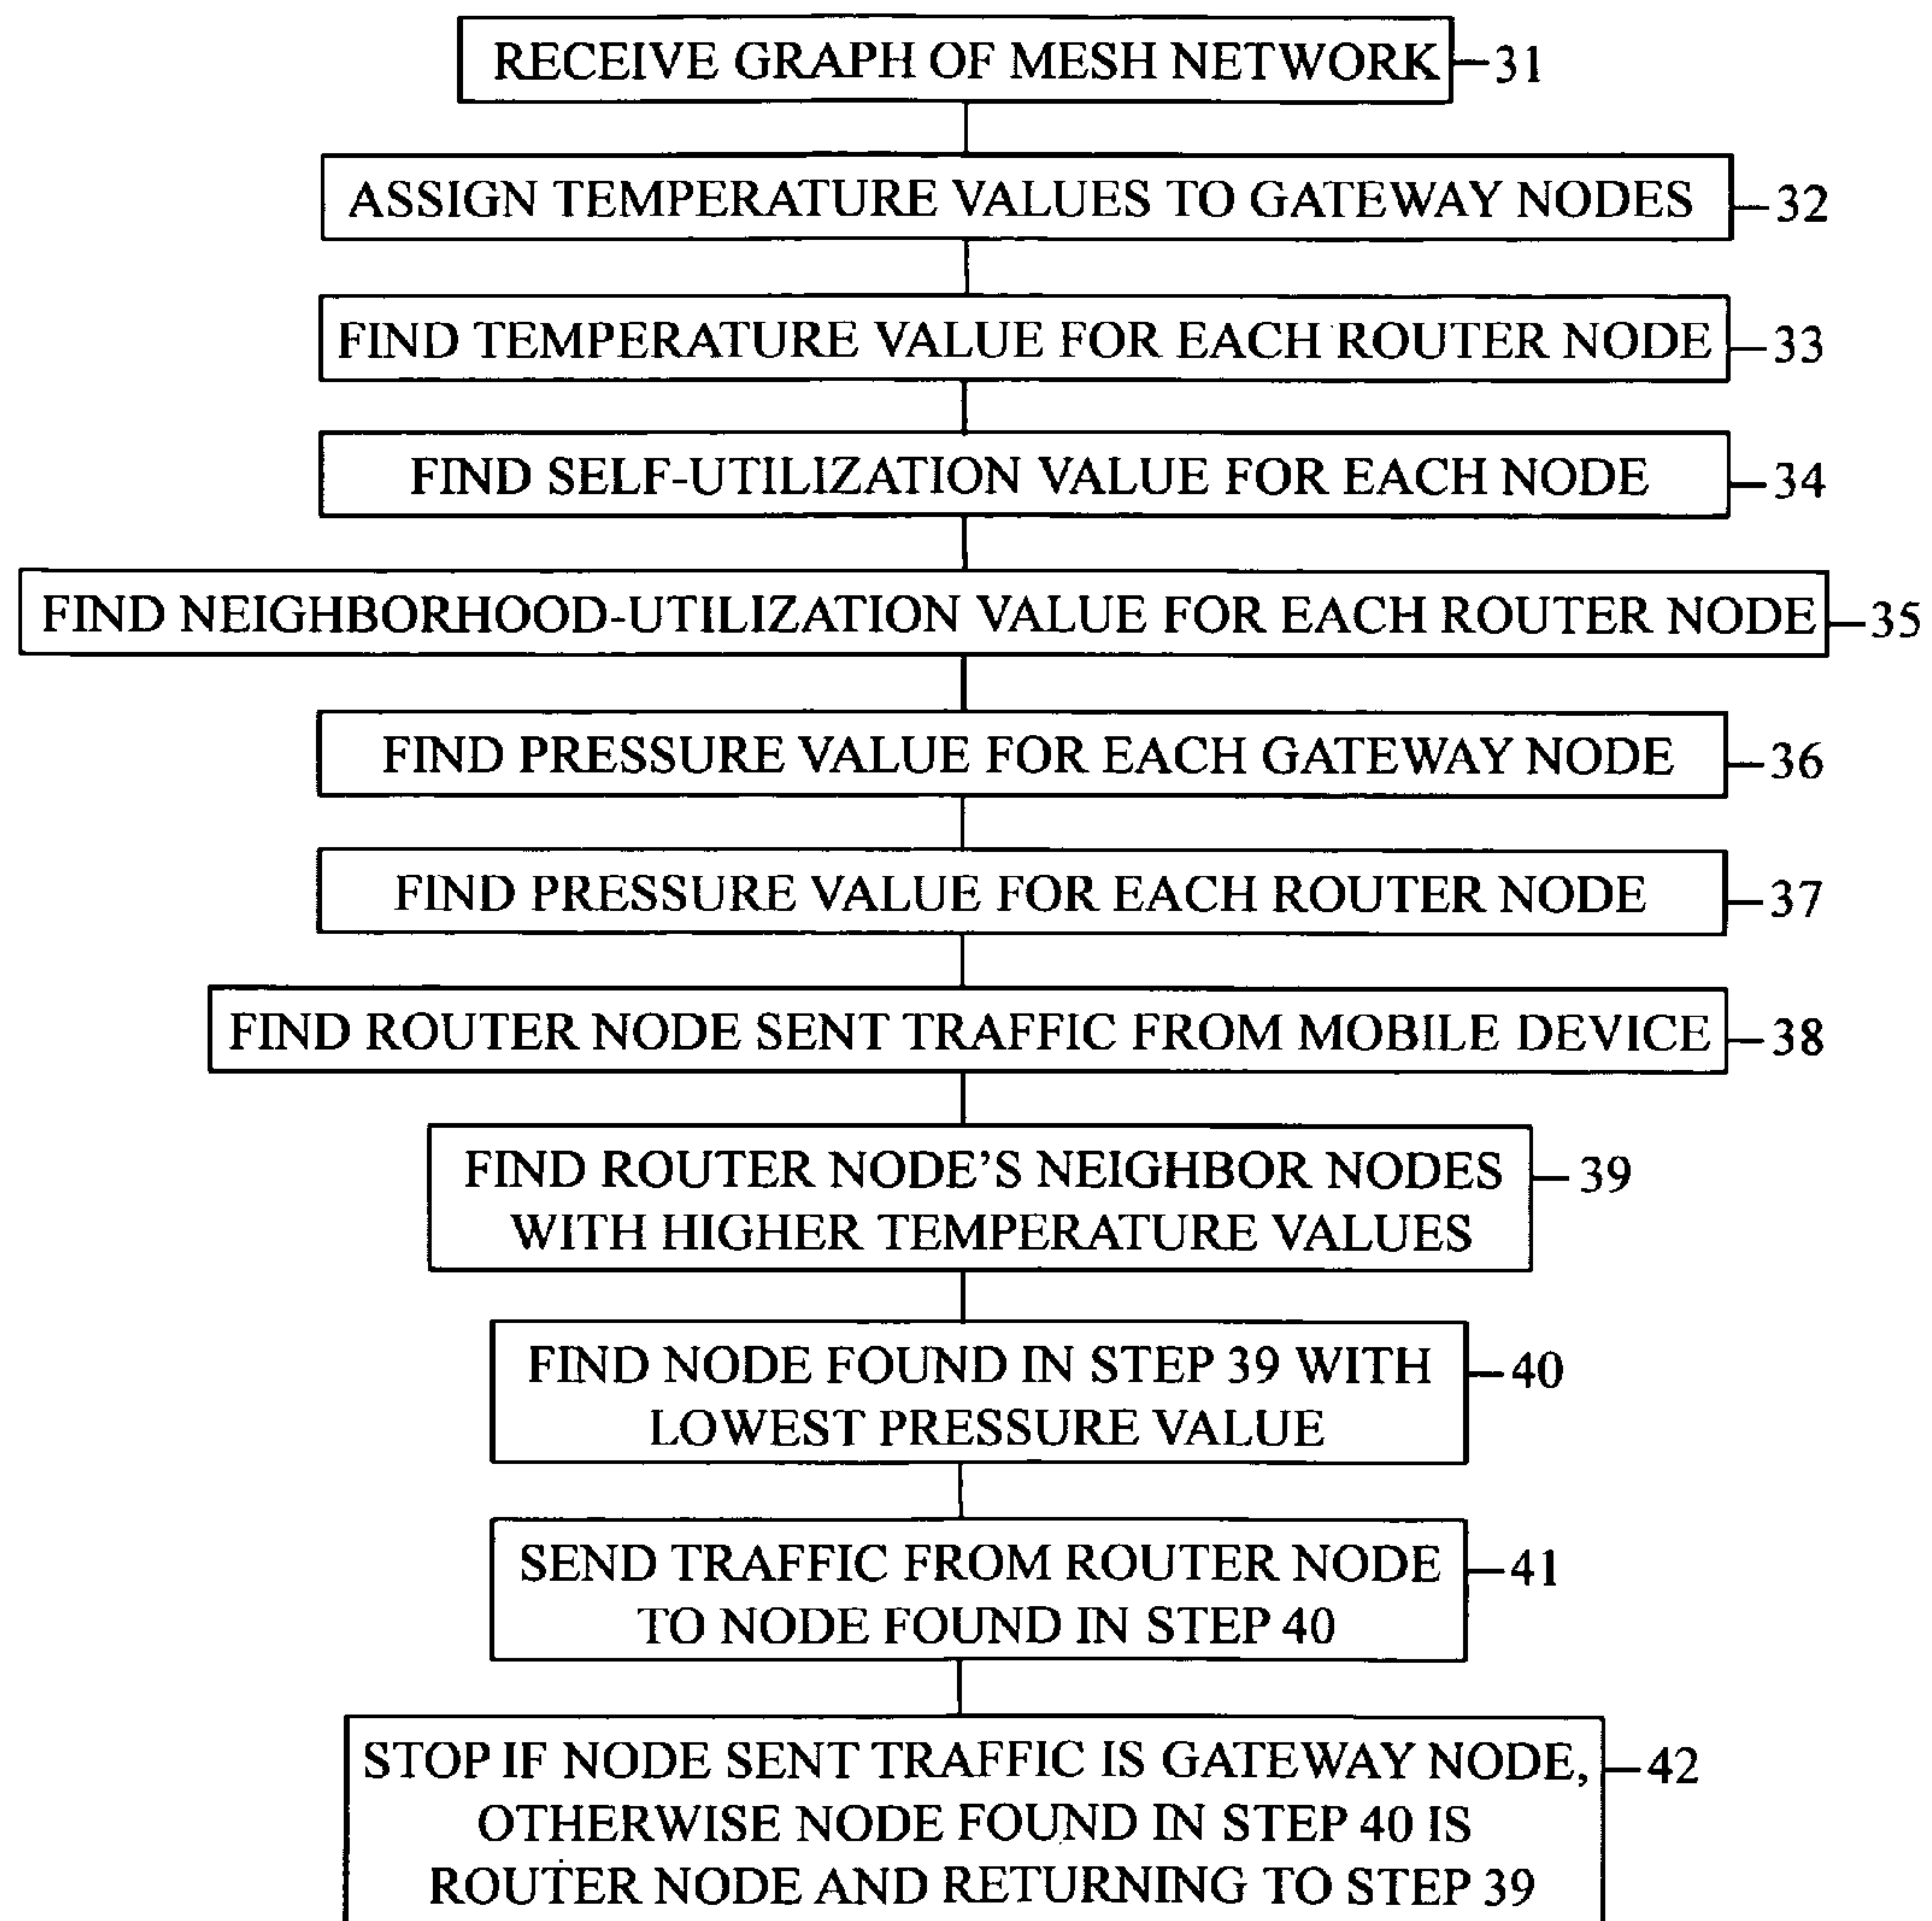 RECEIVE GRAPH OF MESH NETWORK 31
ASSIGN TEMPERATURE VALUES TO GATEWAY NODES 32
FIND TEMPERATURE VALUE FOR EACH ROUTER NODE 33
FIND SELF-UTILIZATION VALUE FOR EACH NODE 34
FIND NEIGHBORHOOD-UTILIZATION VALUE FOR EACH ROUTER NODE 35
FIND PRESSURE VALUE FOR EACH GATEWAY NODE 36
FIND PRESSURE VALUE FOR EACH ROUTER NODE 37
FIND ROUTER NODE SENT TRAFFIC FROM MOBILE DEVICE 38
FIND ROUTER NODE'S NEIGHBOR NODES 39
WITH HIGHER TEMPERATURE VALUES
FIND NODE FOUND IN STEP 39 WITH 40
LOWEST PRESSURE VALUE
SEND TRAFFIC FROM ROUTER NODE 41
TO NODE FOUND IN STEP 40
STOP IF NODE SENT TRAFFIC IS GATEWAY NODE, 42
OTHERWISE NODE FOUND IN STEP 40 IS
ROUTER NODE AND RETURNING TO STEP 39